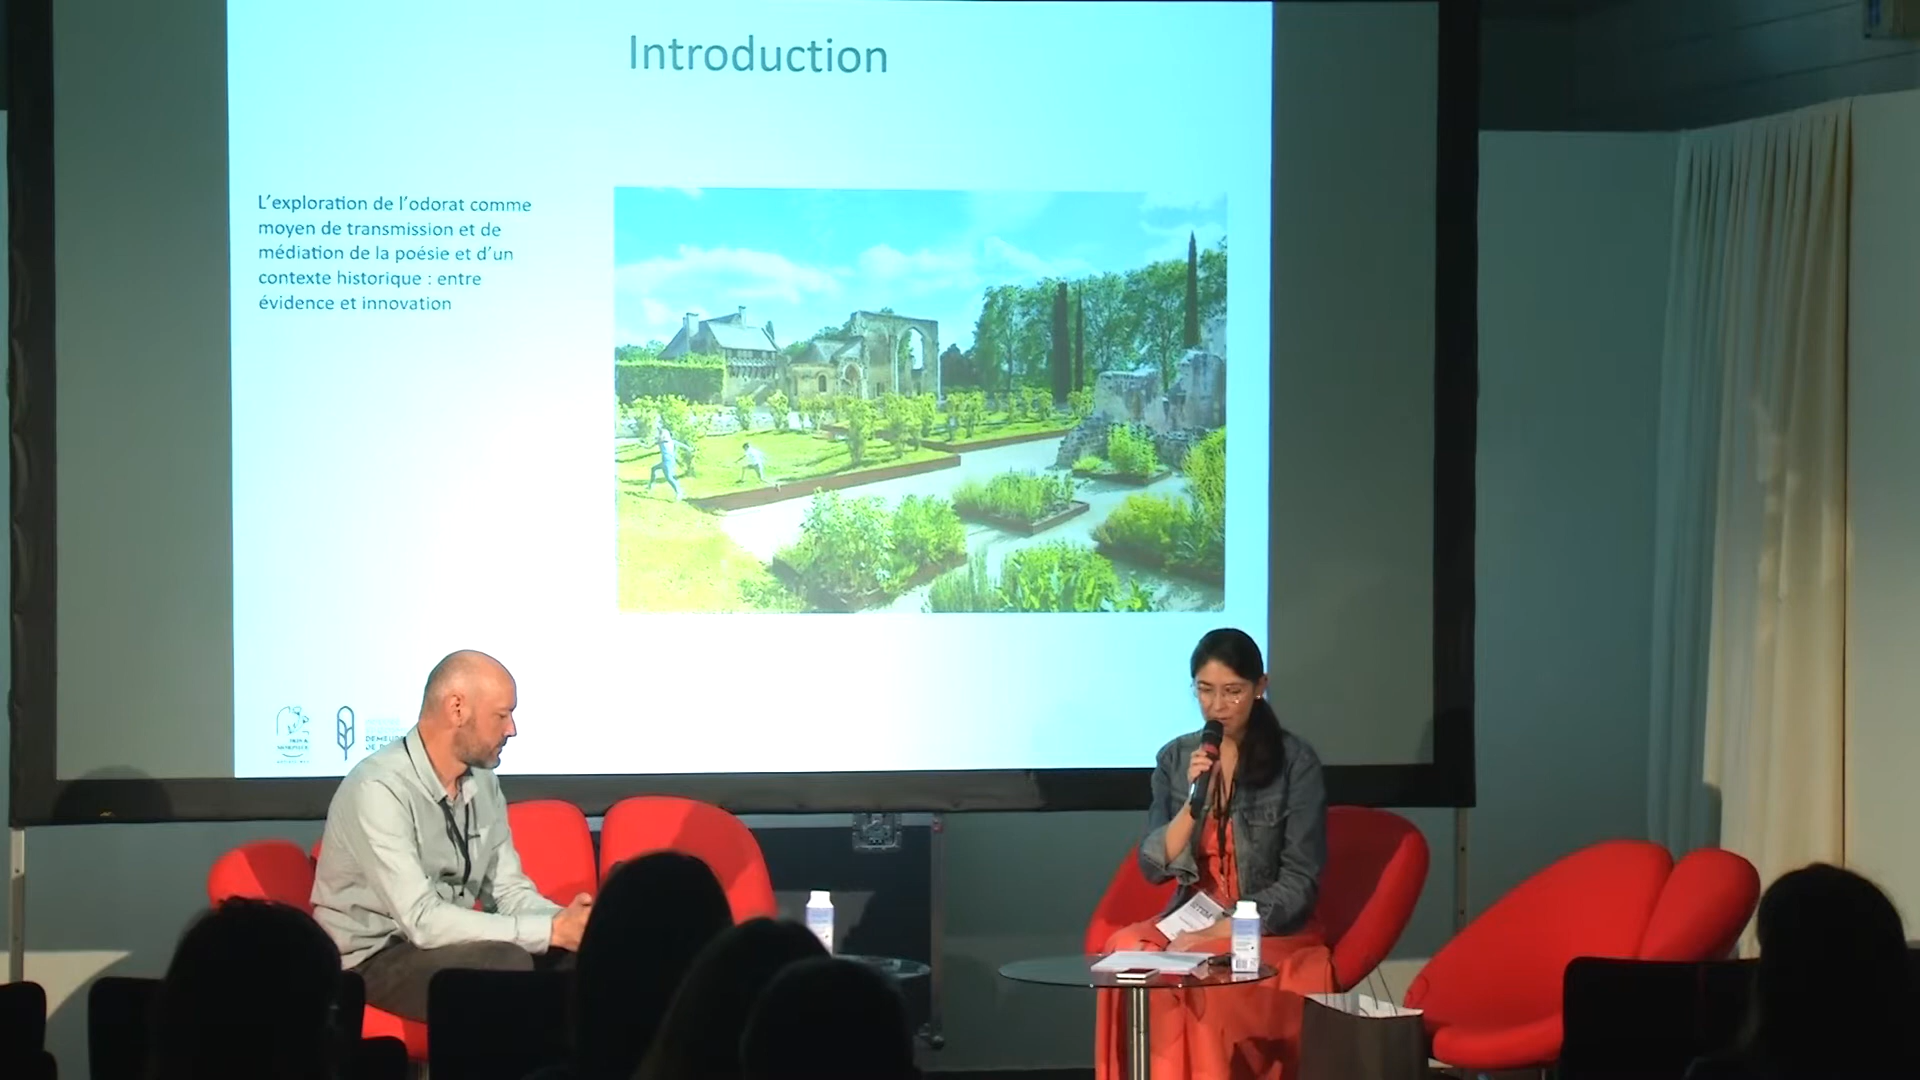 Introduction
L'exploration de l'odorat comme
moyen de transmission et de
médiation de la poésie et d'un
contexte historique : entre
évidence et innovation